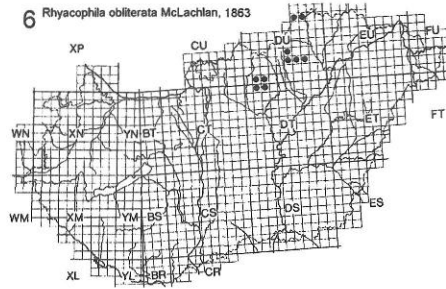 6 Rhyacophila obliterata McLachlan, 1863
XP CU DU EU FU
WN XN YN BT CT DT ET FT
WM XM YM BS CS DS ES
XL YL BR CR